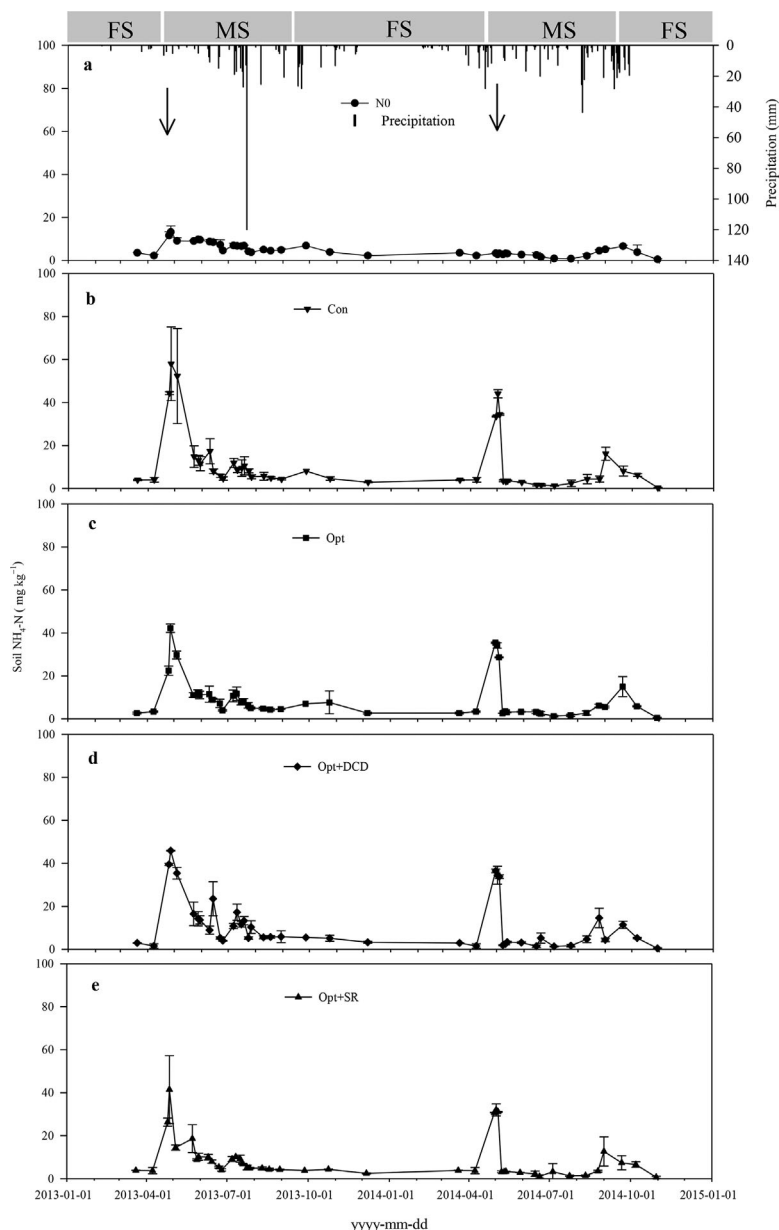 FS MS FS MS FS
100 0
a
80 20
N0
Precipitation
40
60 60
40 80
100
20 120
0 140
Precipitation (mm)
100
b
Con
80
60
40
20
0
100
c
Opt
80
60
40
20
0
Soil NH₄-N ( mg kg⁻¹)
100
d
Opt+DCD
80
60
40
20
0
100
e
Opt+SR
80
60
40
20
0
2013-01-01 2013-04-01 2013-07-01 2013-10-01 2014-01-01 2014-04-01 2014-07-01 2014-10-01 2015-01-01
yyyy-mm-dd